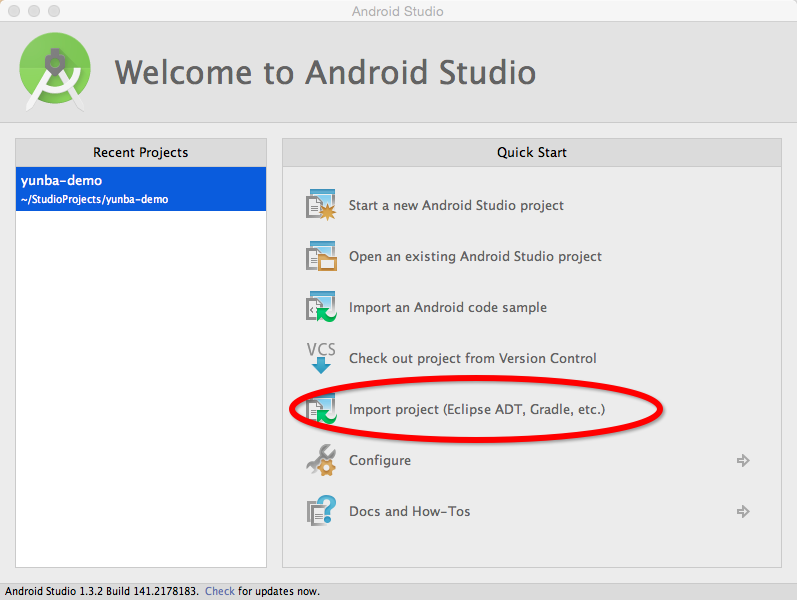 Android Studio
Welcome to Android Studio
Recent Projects
yunba-demo
~/StudioProjects/yunba-demo
Quick Start
Start a new Android Studio project
Open an existing Android Studio project
Import an Android code sample
VCS
Check out project from Version Control
Import project (Eclipse ADT, Gradle, etc.)
Configure
Docs and How-Tos
Android Studio 1.3.2 Build 141.2178183. Check for updates now.